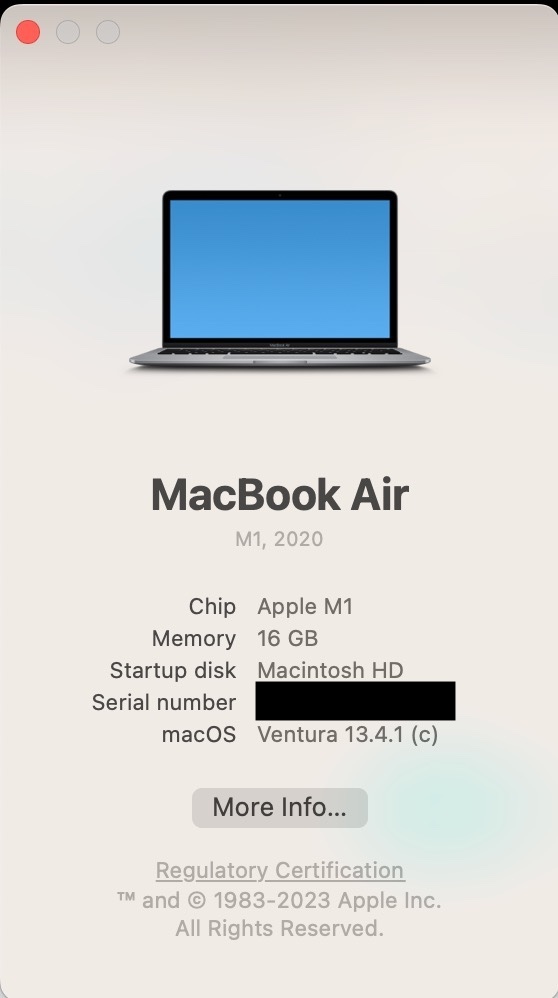 MacBook Air
M1, 2020
Chip Apple M1
Memory 16 GB
Startup disk Macintosh HD
Serial number
macOS Ventura 13.4.1 (c)
More Info...
Regulatory Certification
™ and © 1983-2023 Apple Inc.
All Rights Reserved.